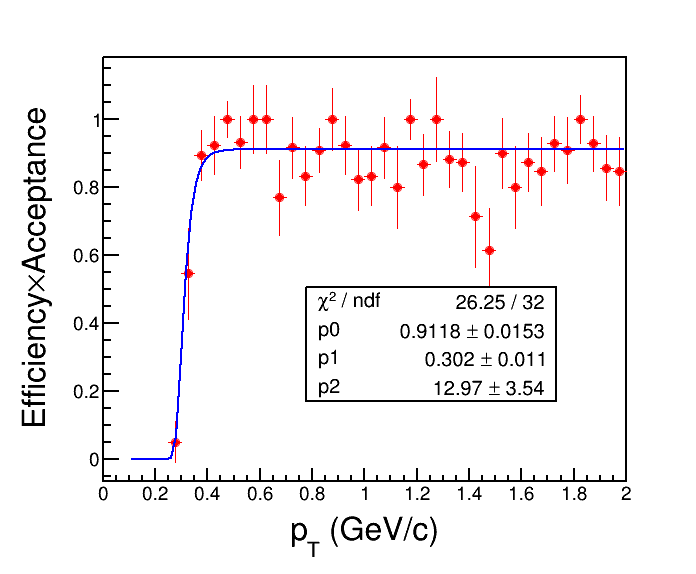 Efficiency×Acceptance
1
0.8
0.6
0.4
0.2
0
χ² / ndf 26.25 / 32
p0 0.9118 ± 0.0153
p1 0.302 ± 0.011
p2 12.97 ± 3.54
0 0.2 0.4 0.6 0.8 1 1.2 1.4 1.6 1.8 2
p_T (GeV/c)